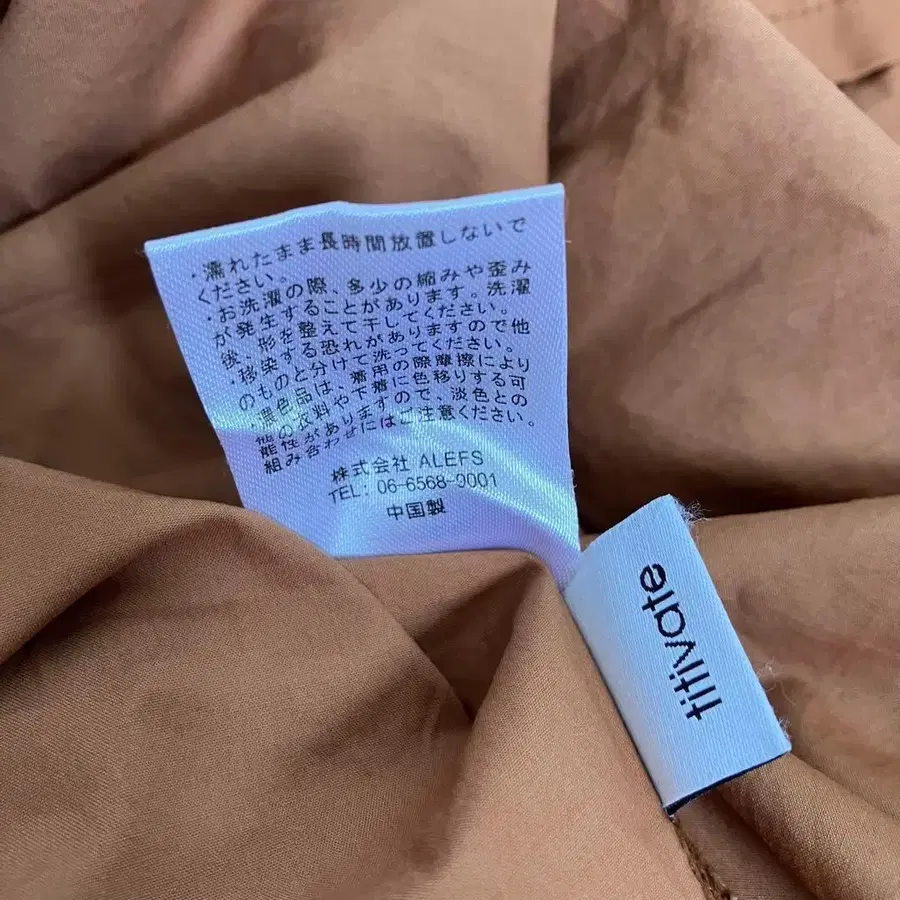 ・濡れたまま長時間放置しないで
ください。
・お洗濯の際、多少の縮みや歪み
が発生することがあります。洗濯
後、形を整えて干してください。
・移染する恐れがありますので他
のものと分けて洗ってください。
・濃色品は、着用の際摩擦により
他の衣料や下着に色移りする可
能性がありますので、淡色との
組み合わせにはご注意ください。
株式会社 ALEFS
TEL: 06-6568-9001
中国製
titivate